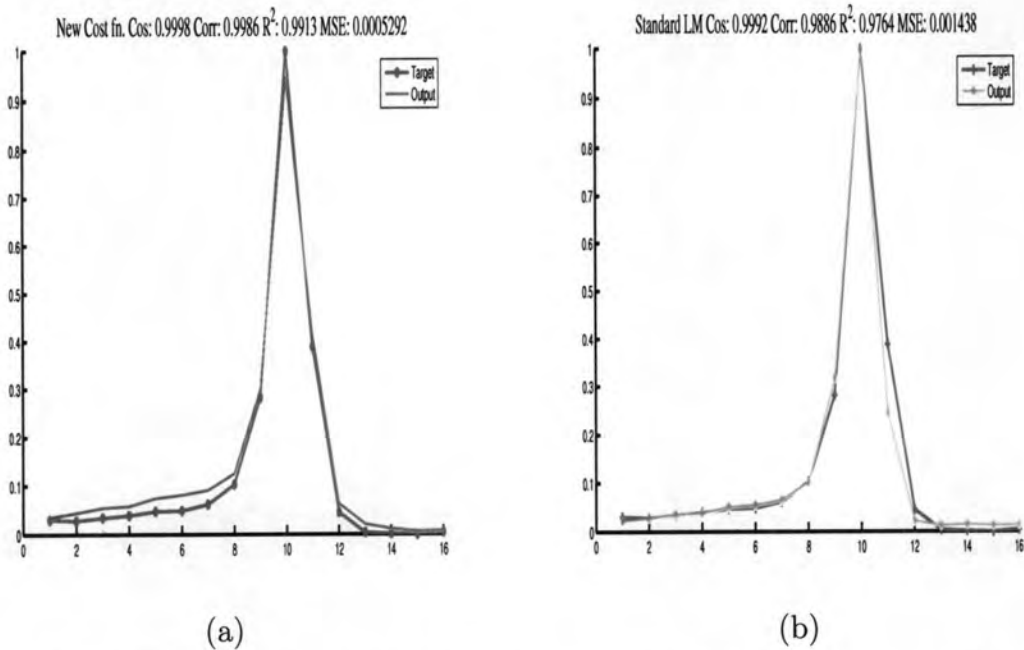 New Cost fn. Cos: 0.9998 Corr: 0.9986 R²: 0.9913 MSE: 0.0005292
Target
Output
1
0.9
0.8
0.7
0.6
0.5
0.4
0.3
0.2
0.1
0
0 2 4 6 8 10 12 14 16
(a)
Standard LM Cos: 0.9992 Corr: 0.9886 R²: 0.9764 MSE: 0.001438
Target
Output
1
0.9
0.8
0.7
0.6
0.5
0.4
0.3
0.2
0.1
0
0 2 4 6 8 10 12 14 16
(b)